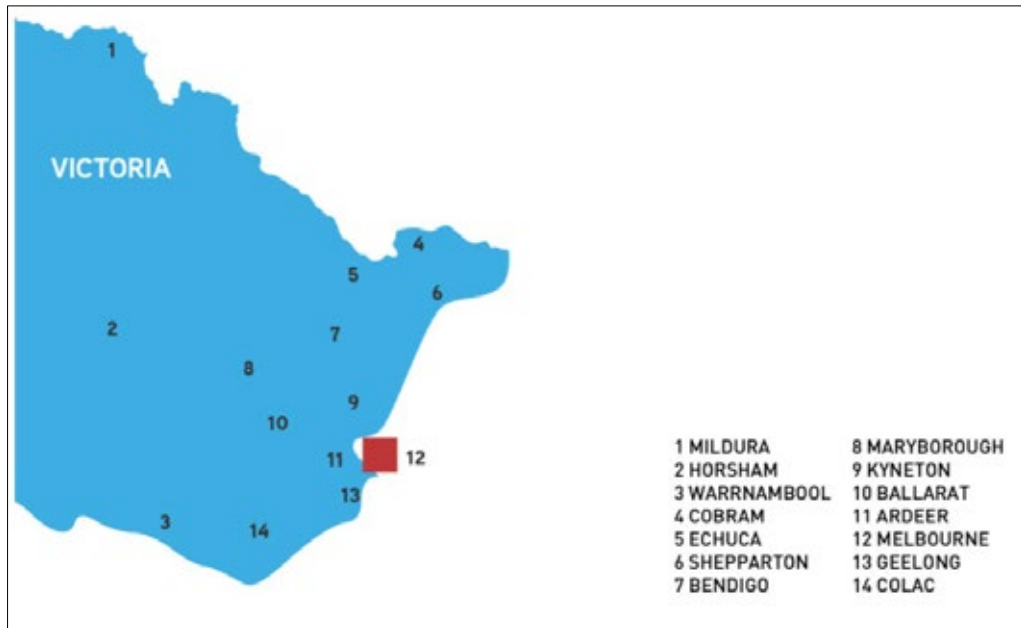 1
VICTORIA
4
5
6
2
7
8
9
10
11
12
13
3
14
1 MILDURA
2 HORSHAM
3 WARRNAMBOOL
4 COBRAM
5 ECHUCA
6 SHEPPARTON
7 BENDIGO
8 MARYBOROUGH
9 KYNETON
10 BALLARAT
11 ARDEER
12 MELBOURNE
13 GEELONG
14 COLAC